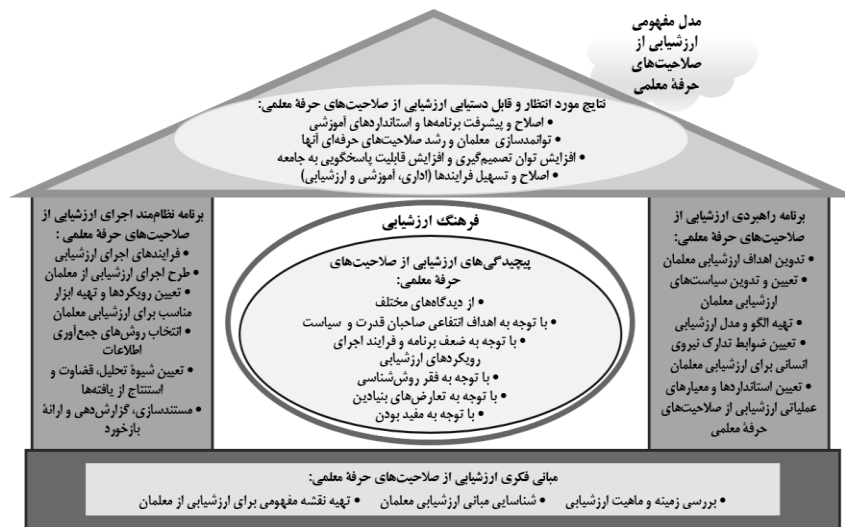 مدل مفهومی
ارزشیابی از
صلاحیت‌های
حرفهٔ معلمی
نتایج مورد انتظار و قابل دستیابی ارزشیابی از صلاحیت‌های حرفهٔ معلمی:
• اصلاح و پیشرفت برنامه‌ها و استانداردهای آموزشی
• توانمندسازی معلمان و رشد صلاحیت‌های حرفه‌ای آنها
• افزایش توان تصمیم‌گیری و افزایش قابلیت پاسخگویی به جامعه
• اصلاح و تسهیل فرایندها (اداری، آموزشی و ارزشیابی)
برنامه راهبردی ارزشیابی از
صلاحیت‌های حرفهٔ معلمی:
• تدوین اهداف ارزشیابی معلمان
• تعیین و تدوین سیاست‌های
ارزشیابی معلمان
• تهیه الگو و مدل ارزشیابی
• تعیین ضوابط تدارک نیروی
انسانی برای ارزشیابی معلمان
• تعیین استانداردها و معیارهای
عملیاتی ارزشیابی از صلاحیت‌های
حرفهٔ معلمی
فرهنگ ارزشیابی
پیچیدگی‌های ارزشیابی از صلاحیت‌های
حرفهٔ معلمی:
• از دیدگاه‌های مختلف
• با توجه به اهداف انتفاعی صاحبان قدرت و سیاست
• با توجه به ضعف برنامه و فرایند اجرای
رویکردهای ارزشیابی
• با توجه به فقر روش‌شناسی
• با توجه به تعارض‌های بنیادین
• با توجه به مفید بودن
برنامه نظام‌مند اجرای ارزشیابی از
صلاحیت‌های حرفهٔ معلمی :
• فرایندهای اجرای ارزشیابی
• طرح اجرای ارزشیابی از معلمان
• تعیین رویکردها و تهیه ابزار
مناسب برای ارزشیابی معلمان
• انتخاب روش‌های جمع‌آوری
اطلاعات
• تعیین شیوهٔ تحلیل، قضاوت و
استنتاج از یافته‌ها
• مستندسازی، گزارش‌دهی و ارائهٔ
بازخورد
مبانی فکری ارزشیابی از صلاحیت‌های حرفهٔ معلمی:
• بررسی زمینه و ماهیت ارزشیابی • شناسایی مبانی ارزشیابی معلمان • تهیه نقشه مفهومی برای ارزشیابی از معلمان